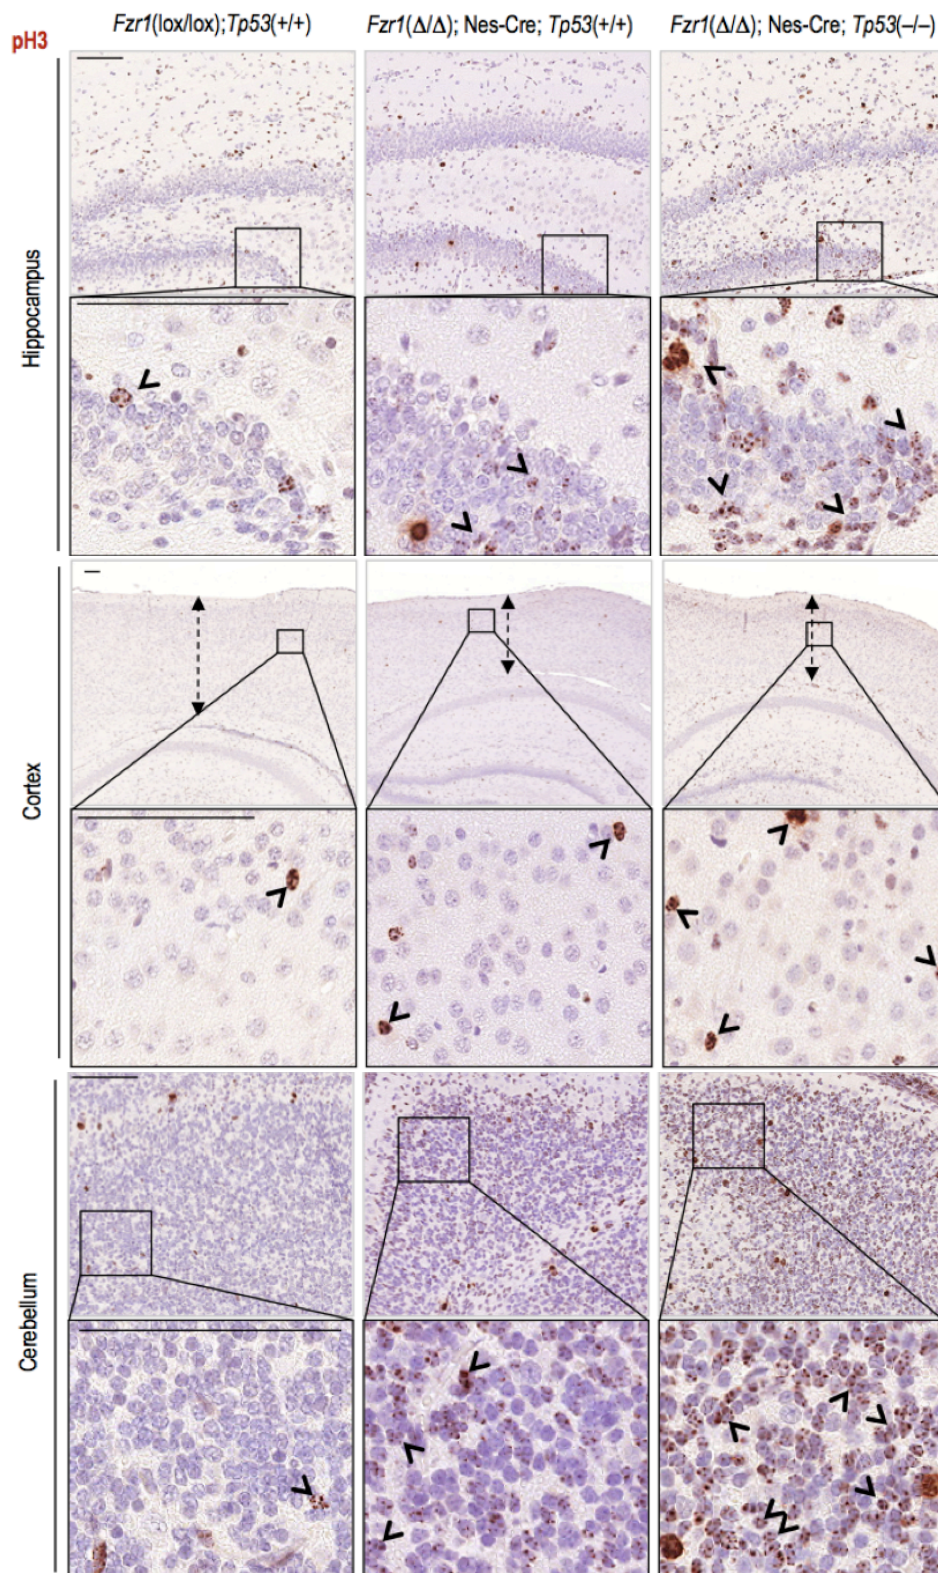 Fzr1(lox/lox);Tp53(+/+) Fzr1(Δ/Δ); Nes-Cre; Tp53(+/+) Fzr1(Δ/Δ); Nes-Cre; Tp53(–/–)
pH3
Hippocampus
Cortex
Cerebellum